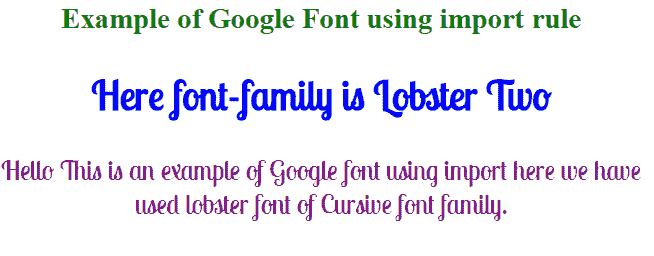 Example of Google Font using import rule
Here font-family is Lobster Two
Hello This is an example of Google font using import here we have
used lobster font of Cursive font family.